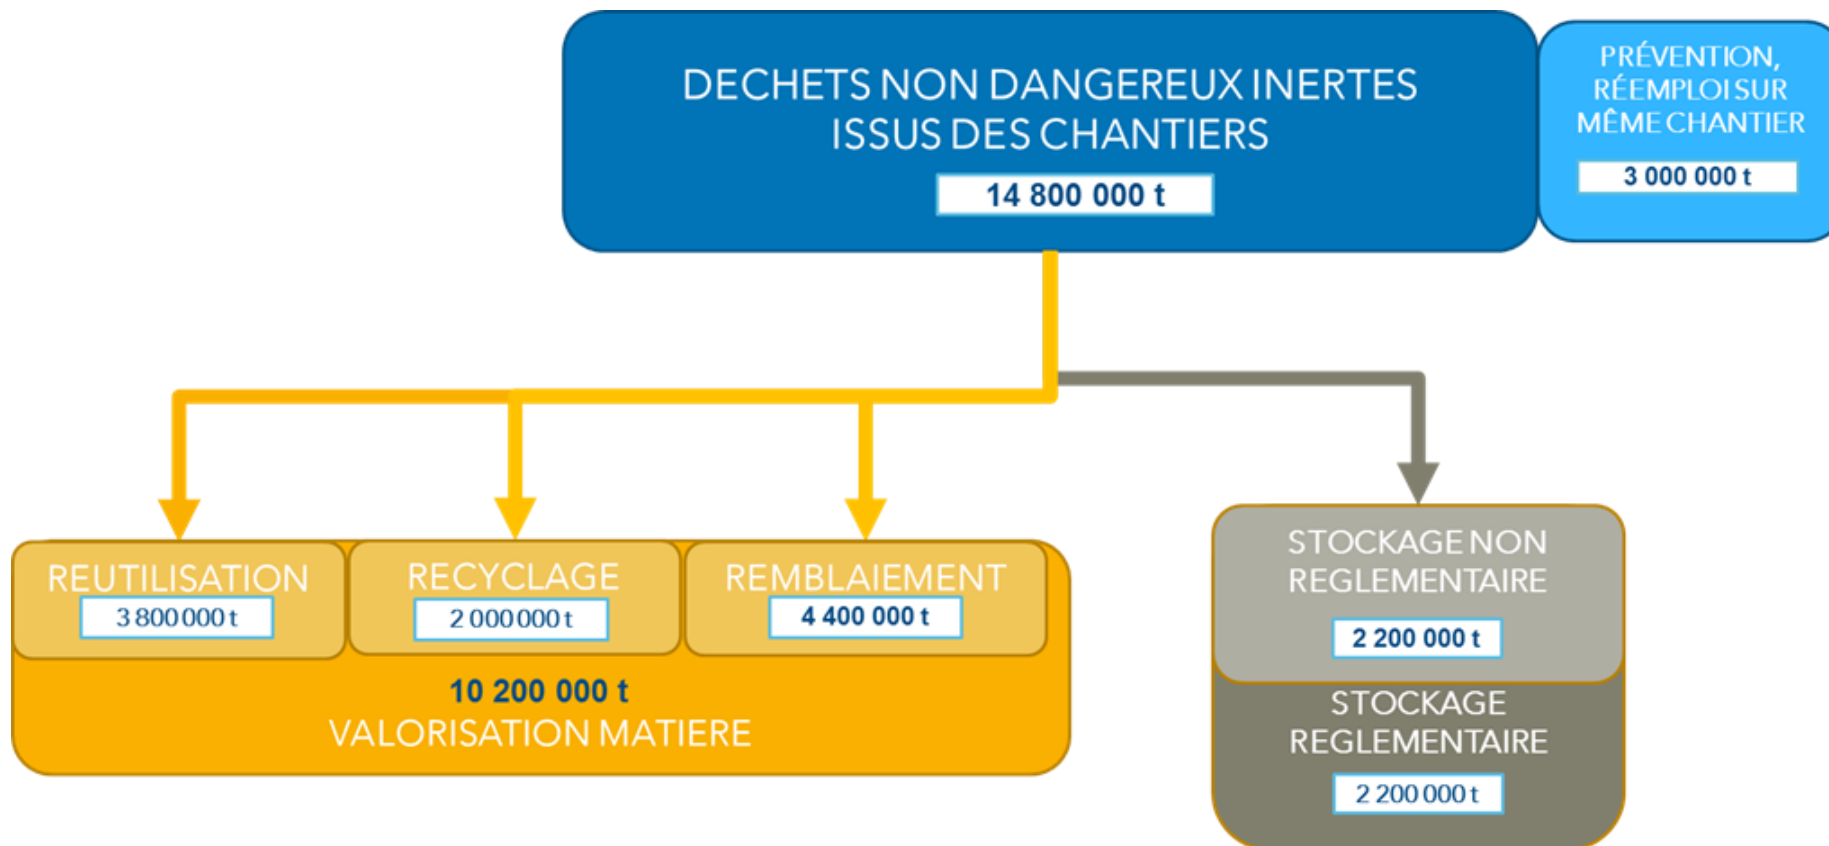 DECHETS NON DANGEREUX INERTES
ISSUS DES CHANTIERS
14 800 000 t
PRÉVENTION,
RÉEMPLOI SUR
MÊME CHANTIER
3 000 000 t
REUTILISATION
3 800 000 t
RECYCLAGE
2 000 000 t
REMBLAIEMENT
4 400 000 t
10 200 000 t
VALORISATION MATIERE
STOCKAGE NON
REGLEMENTAIRE
2 200 000 t
STOCKAGE
REGLEMENTAIRE
2 200 000 t